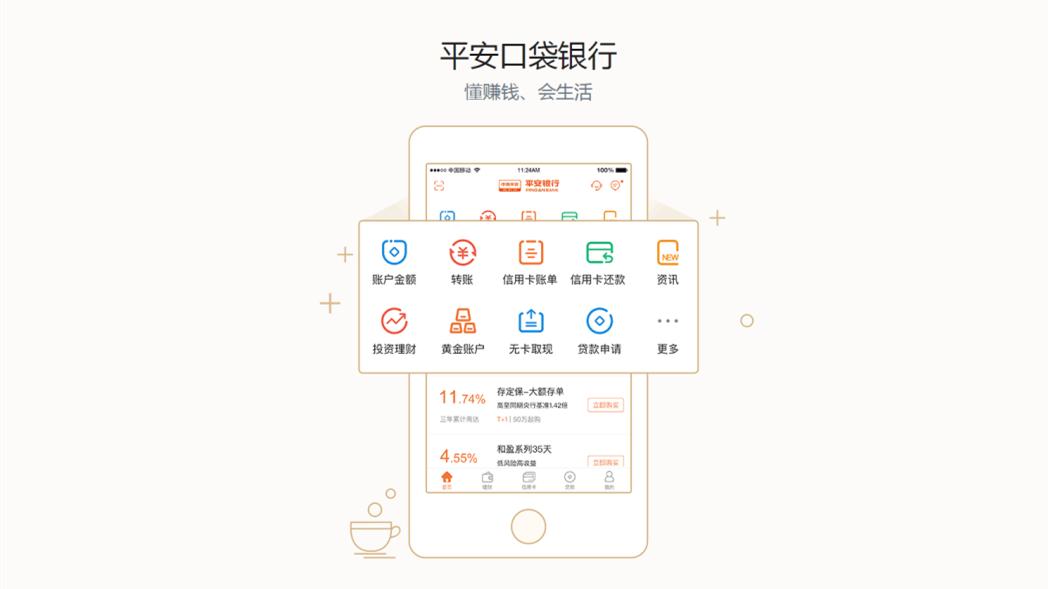 平安口袋银行
懂赚钱、会生活
中国移动 11:24AM 100%
平安银行
PINGAN BANK
账户金额 转账 信用卡账单 信用卡还款 资讯
NEW
投资理财 黄金账户 无卡取现 贷款申请 更多
11.74% 存定保-大额存单
高至同期央行基准1.42倍 立即购买
三年累计高达 T+1 | 50万起购
4.55% 和盈系列35天
低风险高收益 立即购买
首页 理财 信用卡 贷款 我的